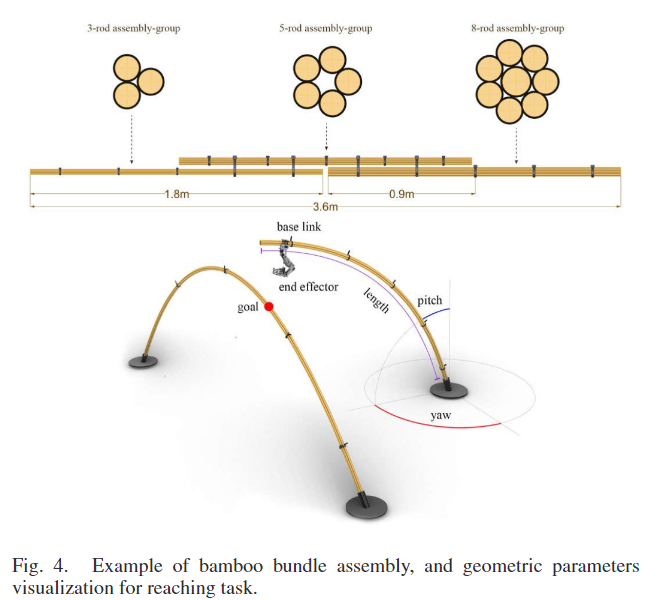 3-rod assembly-group
5-rod assembly-group
8-rod assembly-group
1.8m
0.9m
3.6m
base link
end effector
length
pitch
goal
yaw
Fig. 4. Example of bamboo bundle assembly, and geometric parameters
visualization for reaching task.